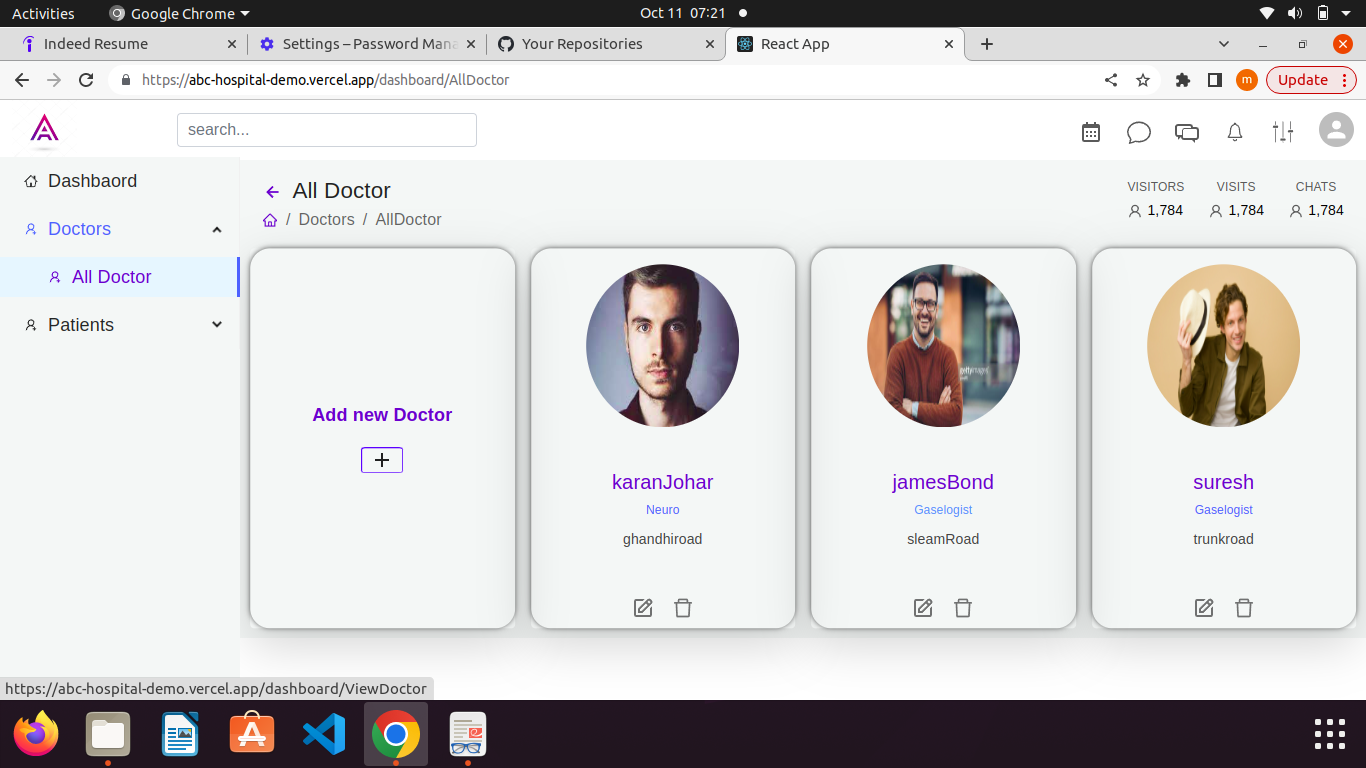 Activities Google Chrome Oct 11 07:21
Indeed Resume Settings – Password Mana Your Repositories React App
https://abc-hospital-demo.vercel.app/dashboard/AllDoctor m Update
search...
Dashbaord
Doctors
All Doctor
Patients
All Doctor
/ Doctors / AllDoctor
VISITORS VISITS CHATS
1,784 1,784 1,784
Add new Doctor
karanJohar
Neuro
ghandhiroad
jamesBond
Gaselogist
sleamRoad
suresh
Gaselogist
trunkroad
https://abc-hospital-demo.vercel.app/dashboard/ViewDoctor